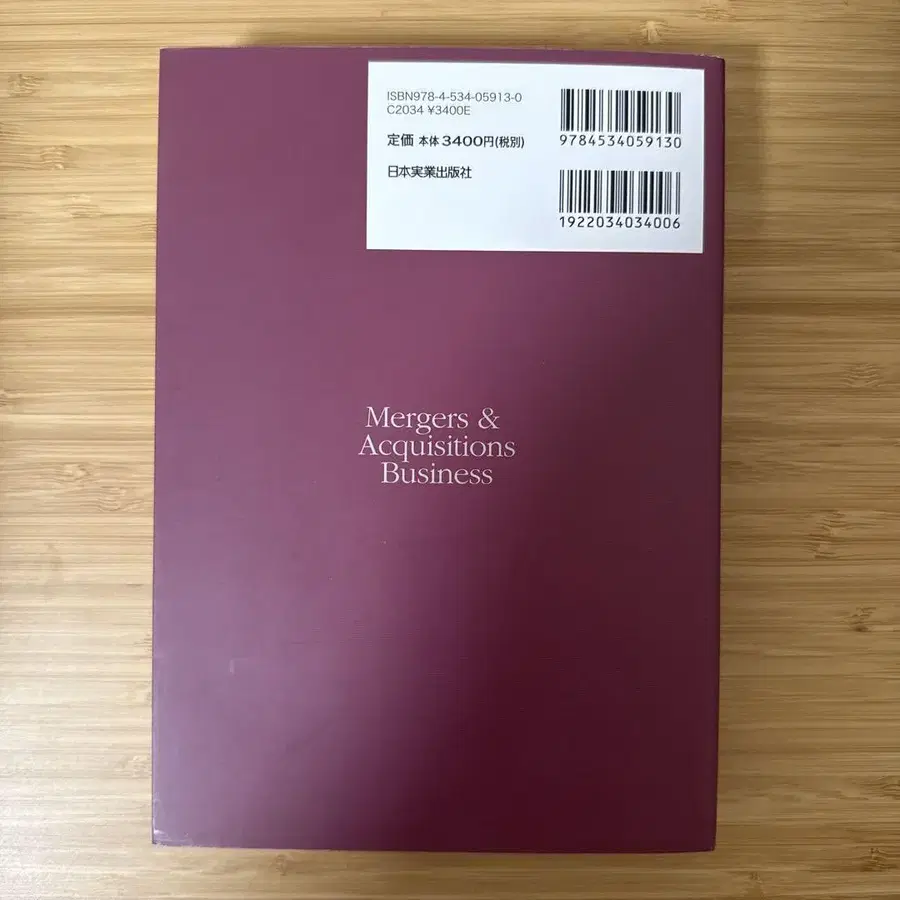 ISBN978-4-534-05913-0
C2034 ¥3400E
定価 本体3400円(税別)
日本実業出版社
9784534059130
1922034034006
Mergers &
Acquisitions
Business